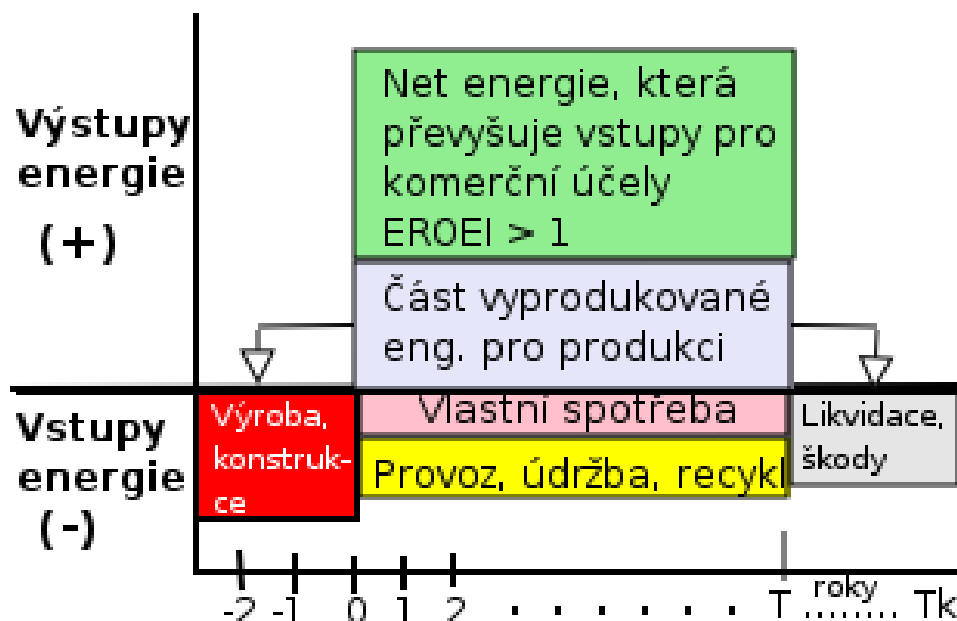 Výstupy
energie
(+)
Net energie, která
převyšuje vstupy pro
komerční účely
EROEI > 1
Část vyprodukované
eng. pro produkci
Vstupy
energie
(-)
Výroba,
konstruk-
ce
Vlastní spotřeba
Provoz, údržba, recykl
Likvidace,
škody
-2 -1 0 1 2 . . . . . . T ........ Tk
roky